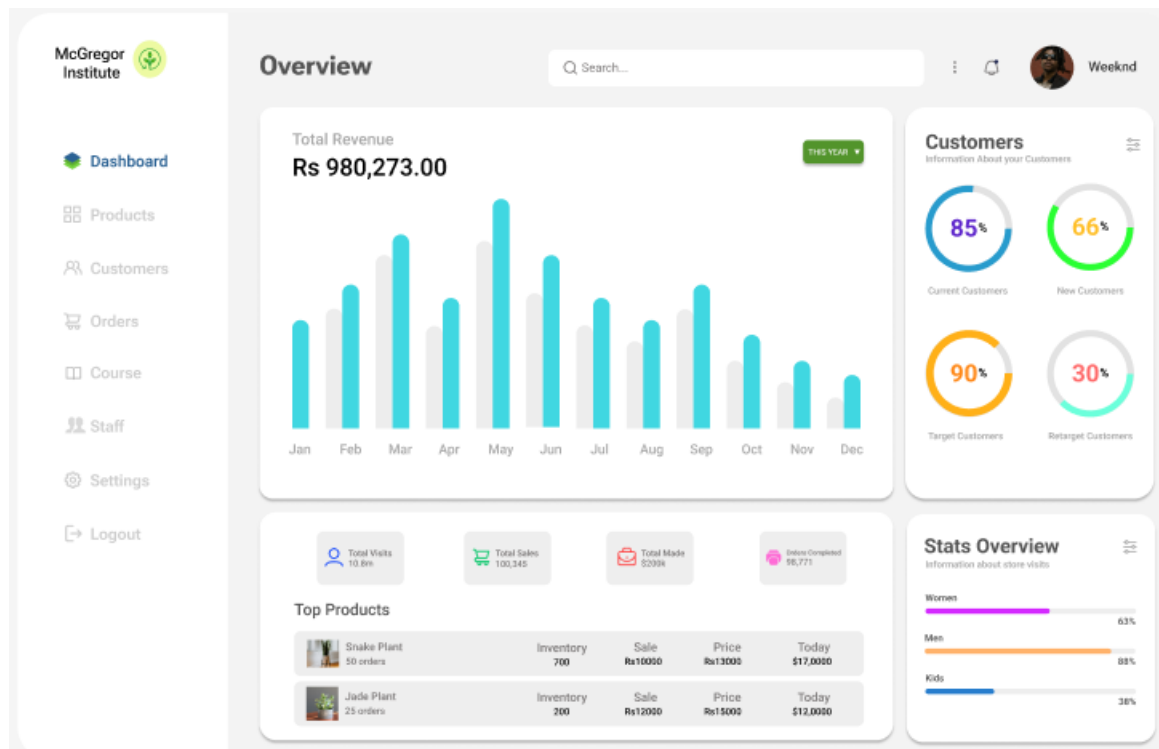 McGregor
Institute
Dashboard
Products
Customers
Orders
Course
Staff
Settings
Logout
Overview
Search...
Weeknd
Total Revenue
Rs 980,273.00
THIS YEAR
Jan Feb Mar Apr May Jun Jul Aug Sep Oct Nov Dec
Customers
Information About your Customers
85%
66%
Current Customers
New Customers
90%
30%
Target Customers
Retarget Customers
Total Visits
10.8m
Total Sales
100,345
Total Made
$200k
Orders Completed
98,771
Top Products
Snake Plant
50 orders
Inventory
700
Sale
Rs10000
Price
Rs13000
Today
$17,0000
Jade Plant
25 orders
Inventory
200
Sale
Rs12000
Price
Rs15000
Today
$12,0000
Stats Overview
Information about store visits
Women
63%
Men
88%
Kids
38%